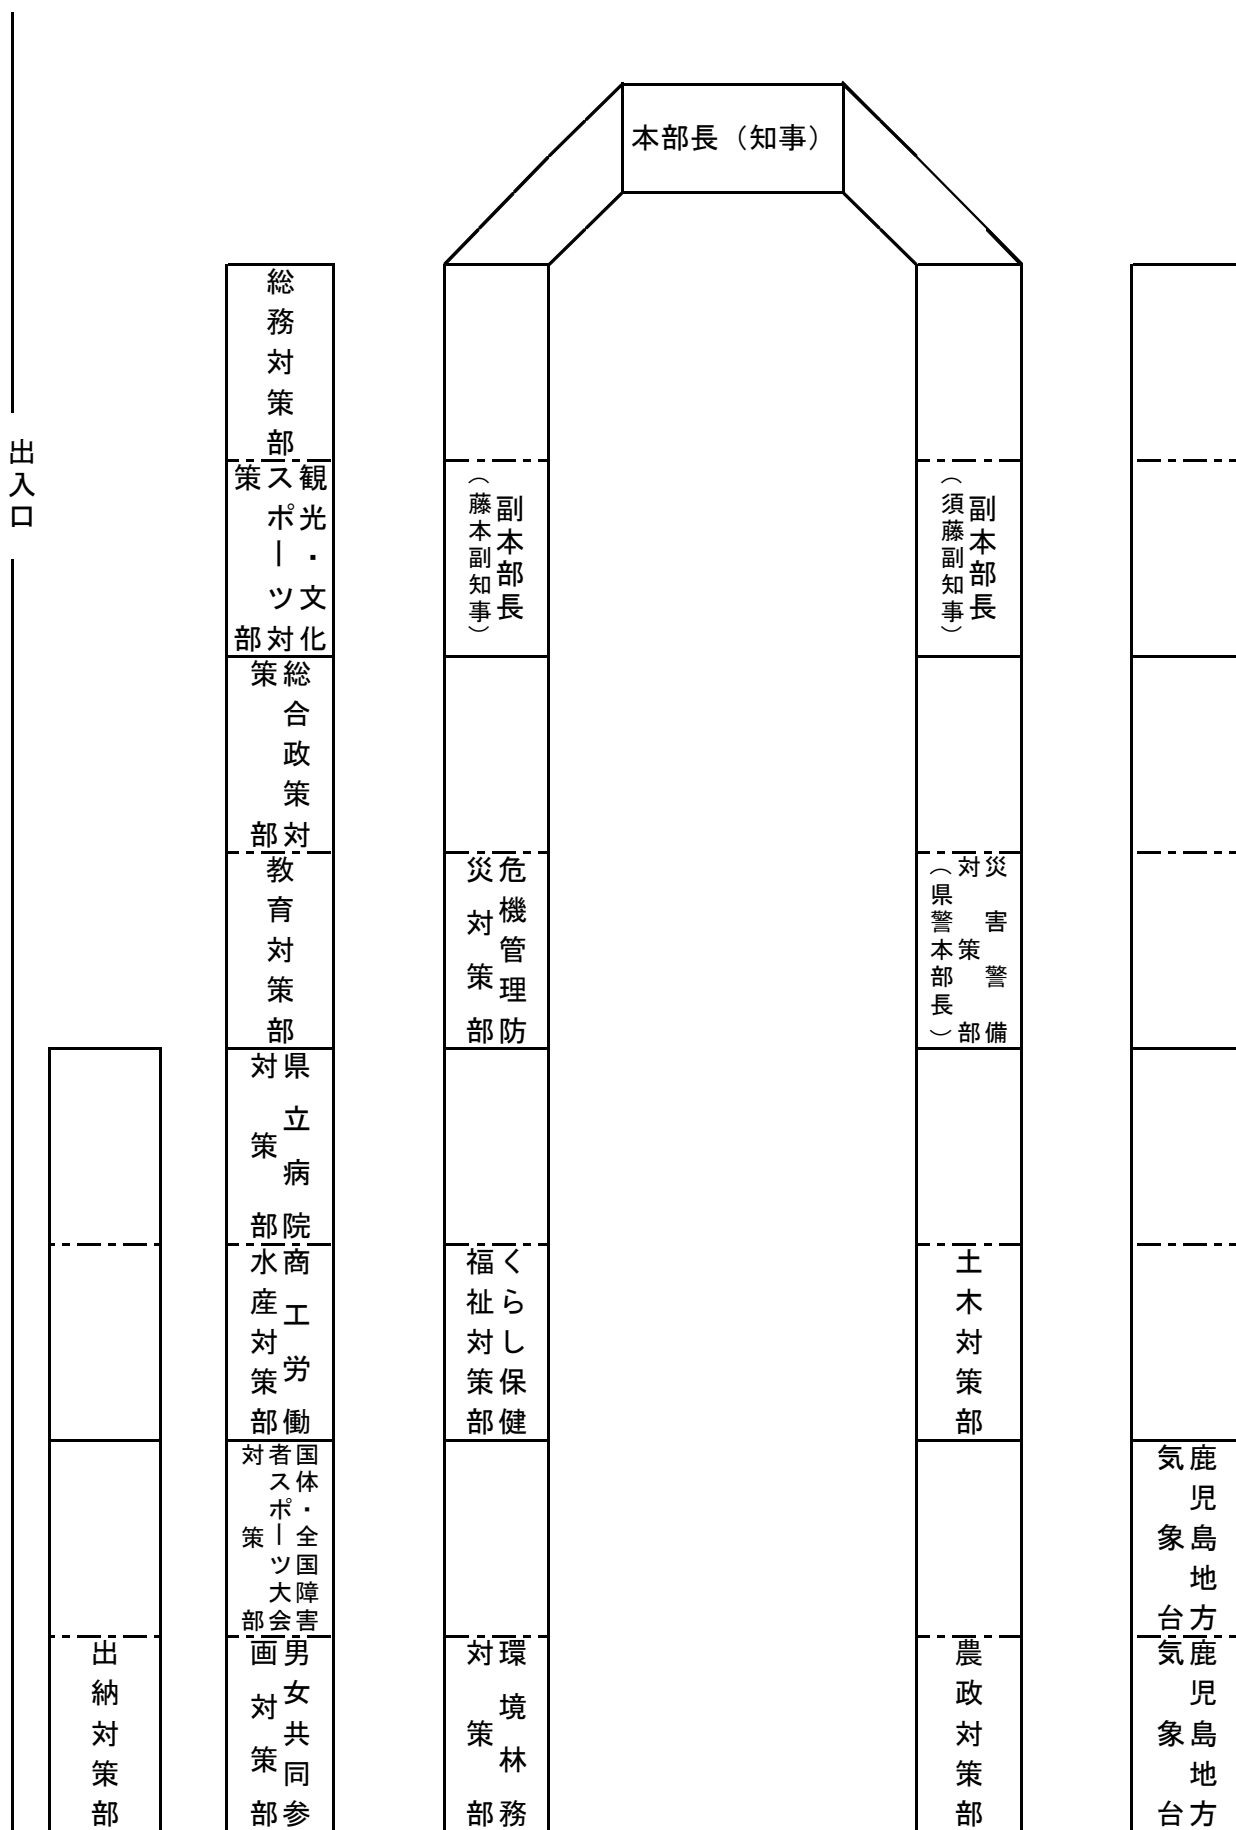 本部長（知事）
出入口
総務対策部
観光・文化
スポーツ対
策部
総合政策対
策部
教育対策部
県立病院
対策部
商工労働
水産対策部
国体・全国障害
者スポーツ大会
対策部
男女共同参
画対策部
出納対策部
副本部長
（藤本副知事）
危機管理防
災対策部
くらし保健
福祉対策部
環境林務
対策部
副本部長
（須藤副知事）
災害警備
対策部
（県警本部長）
土木対策部
農政対策部
鹿児島地方
気象台
鹿児島地方
気象台